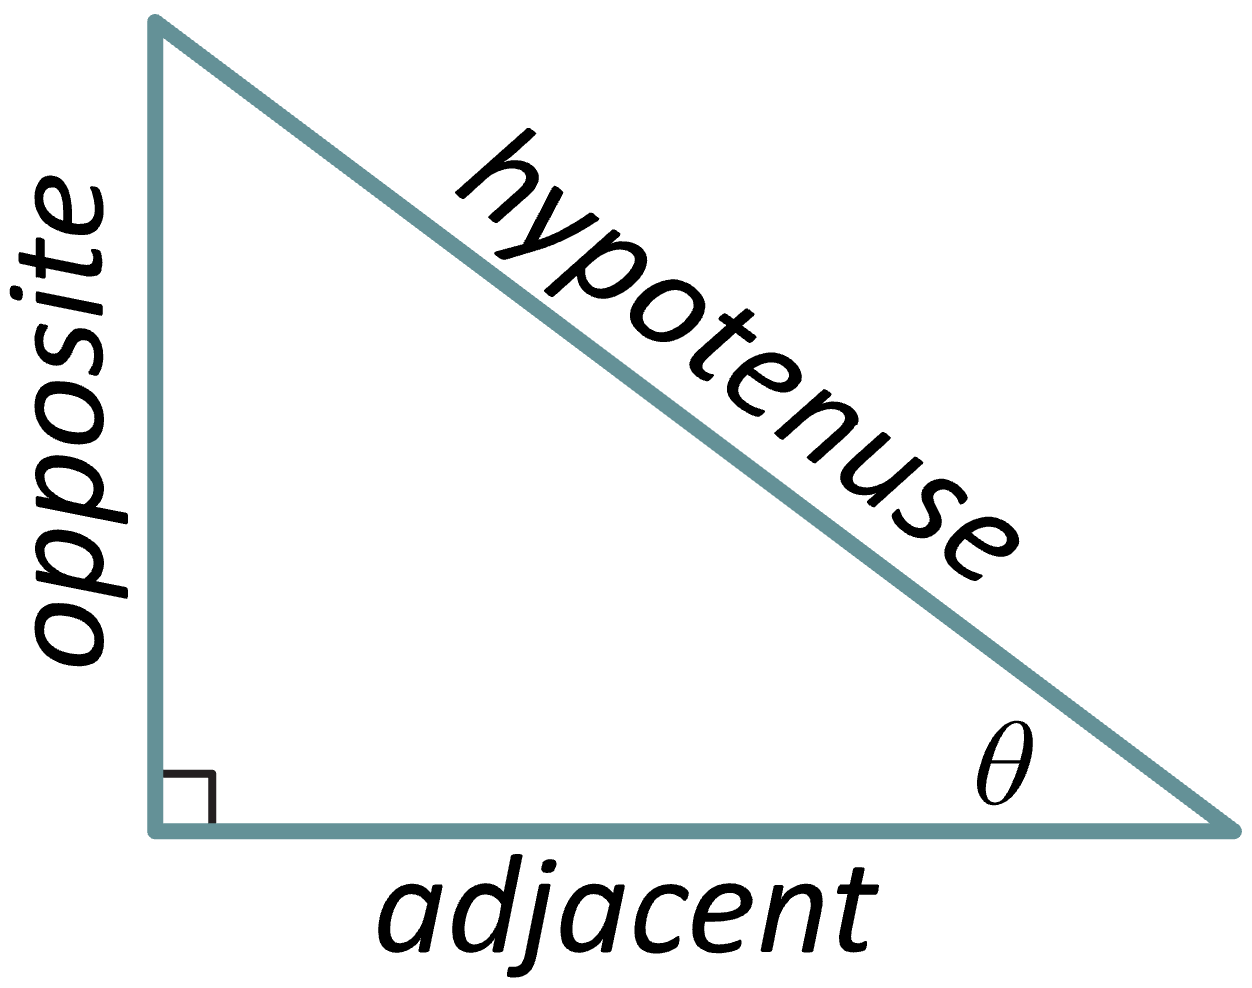 opposite
hypotenuse
θ
adjacent